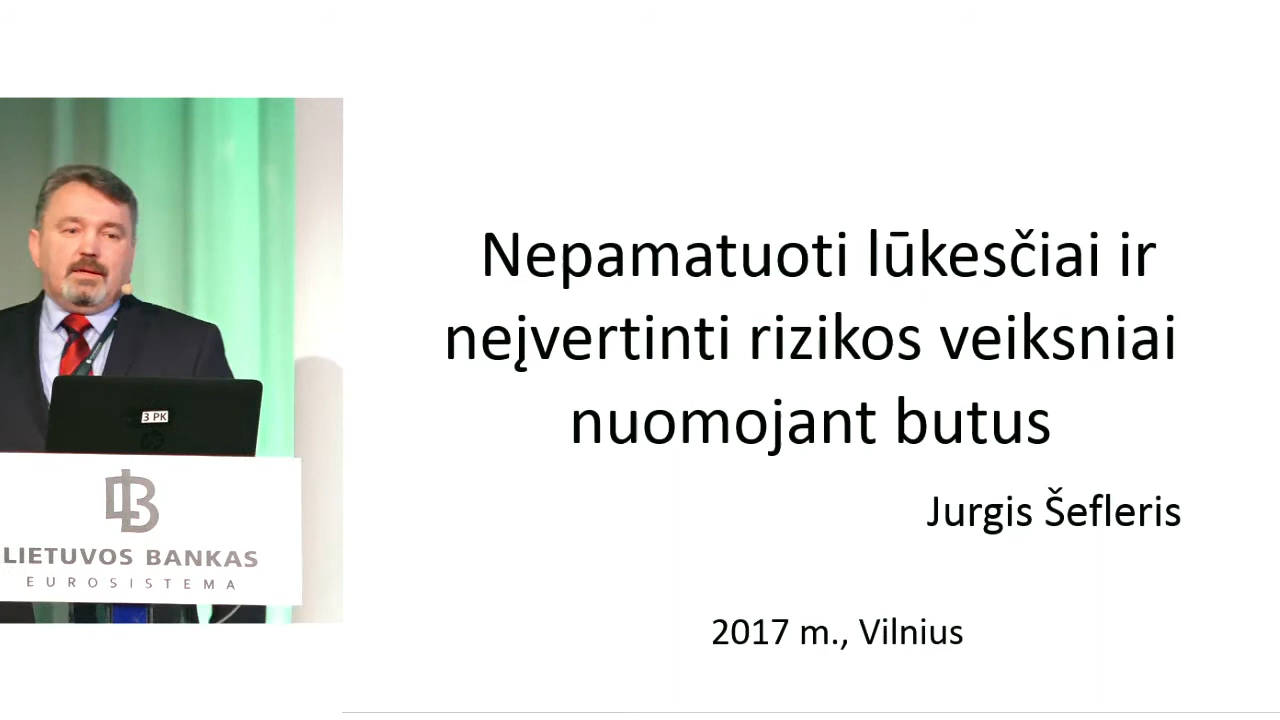 Nepamatuoti lūkesčiai ir
neįvertinti rizikos veiksniai
nuomojant butus
Jurgis Šefleris
2017 m., Vilnius
3 PK
LIETUVOS BANKAS
EUROSISTEMA